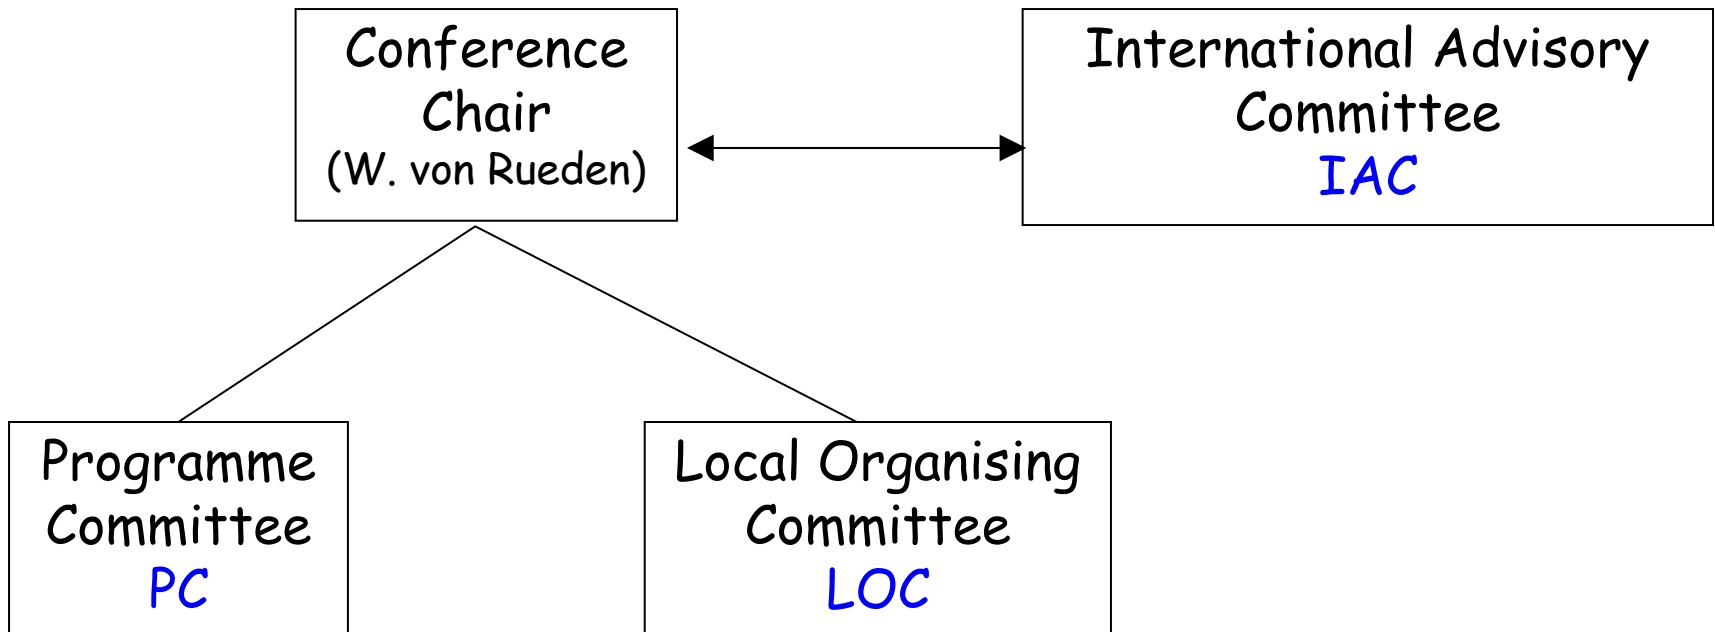 Conference
Chair
(W. von Rueden)
International Advisory
Committee
IAC
Programme
Committee
PC
Local Organising
Committee
LOC